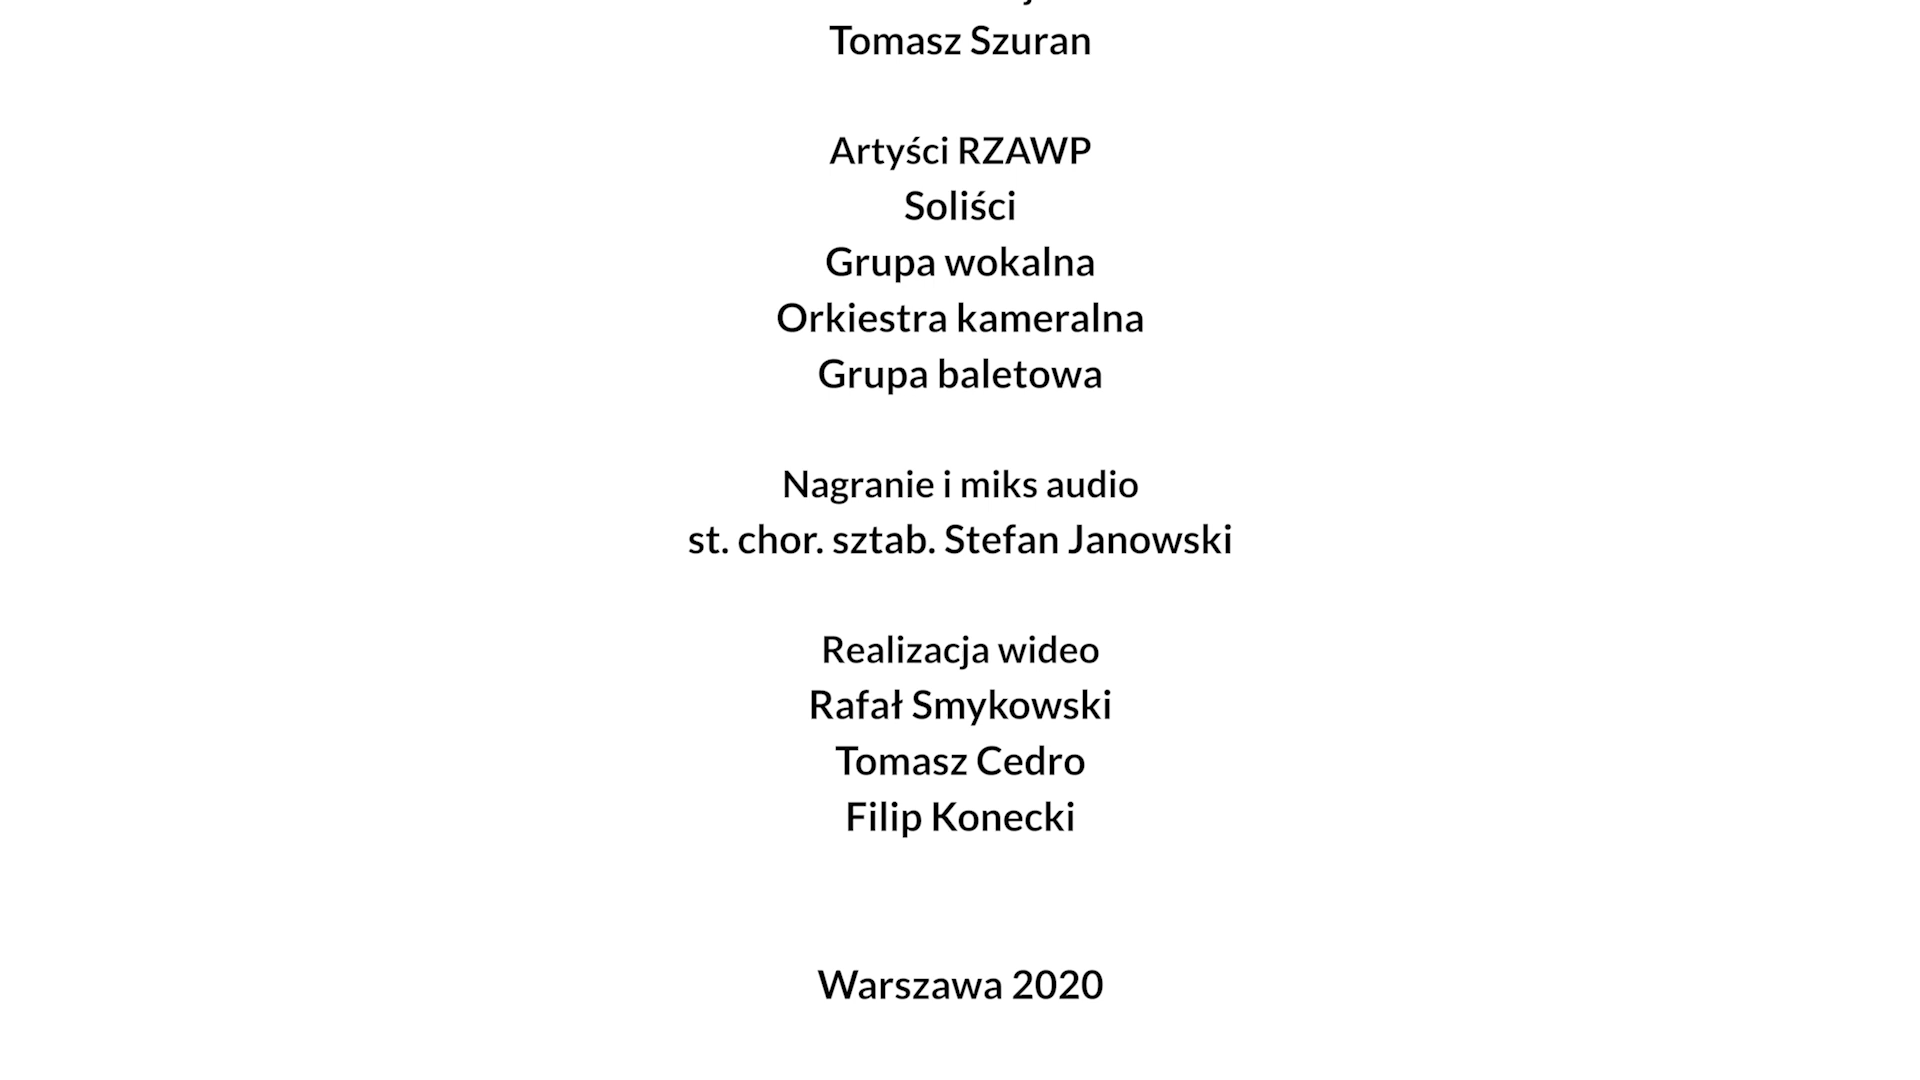 Tomasz Szuran
Artyści RZAWP
Soliści
Grupa wokalna
Orkiestra kameralna
Grupa baletowa
Nagranie i miks audio
st. chor. sztab. Stefan Janowski
Realizacja wideo
Rafał Smykowski
Tomasz Cedro
Filip Konecki
Warszawa 2020